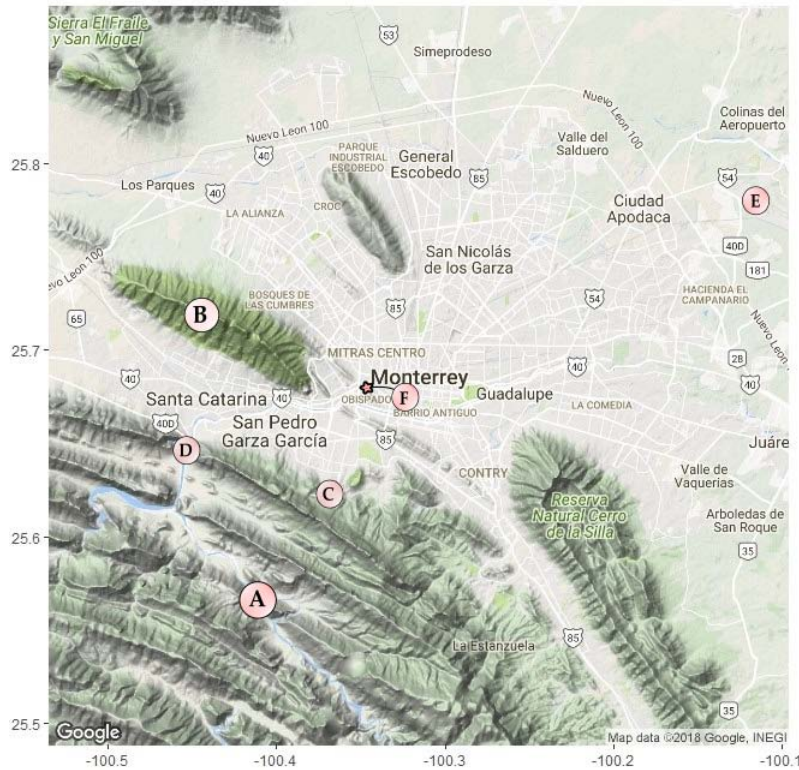 Sierra El Fraile
y San Miguel
53
Simeprodeso
Nuevo Leon 100
Colinas del
Aeropuerto
Nuevo Leon 100
Valle del
Salduero
25.8
40
PARQUE
INDUSTRIAL
ESCOBEDO
General
Escobedo
85
54
Los Parques
40
CROC
LA ALIANZA
Ciudad
Apodaca
E
San Nicolás
de los Garza
40D
evo Leon 100
181
BOSQUES DE
LAS CUMBRES
HACIENDA EL
CAMPANARIO
54
65
B
85
Nuevo Leon
25.7
MITRAS CENTRO
28
40
40
40
Monterrey
Santa Catarina
40
OBISPADO
F
Guadalupe
BARRIO ANTIGUO
LA COMEDIA
40D
San Pedro
Garza García
85
Juáre
D
CONTRY
Valle de
Vaquerías
C
Reserva
Natural Cerro
de la Silla
Arboledas de
San Roque
25.6
35
A
85
La Estanzuela
35
25.5
Google
Map data ©2018 Google, INEGI
-100.5
-100.4
-100.3
-100.2
-100.1